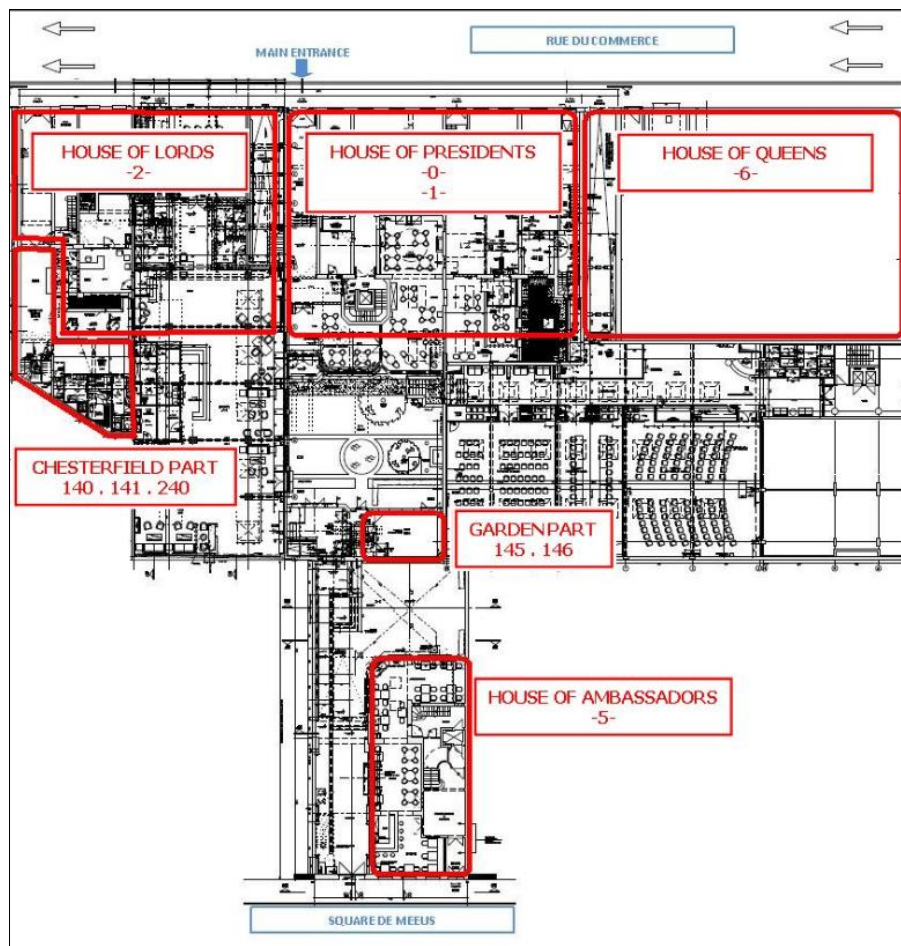 RUE DU COMMERCE
MAIN ENTRANCE
HOUSE OF LORDS
-2-
HOUSE OF PRESIDENTS
-0-
-1-
HOUSE OF QUEENS
-6-
CHESTERFIELD PART
140 . 141 . 240
GARDEN PART
145 . 146
HOUSE OF AMBASSADORS
-5-
SQUARE DE MEEUS